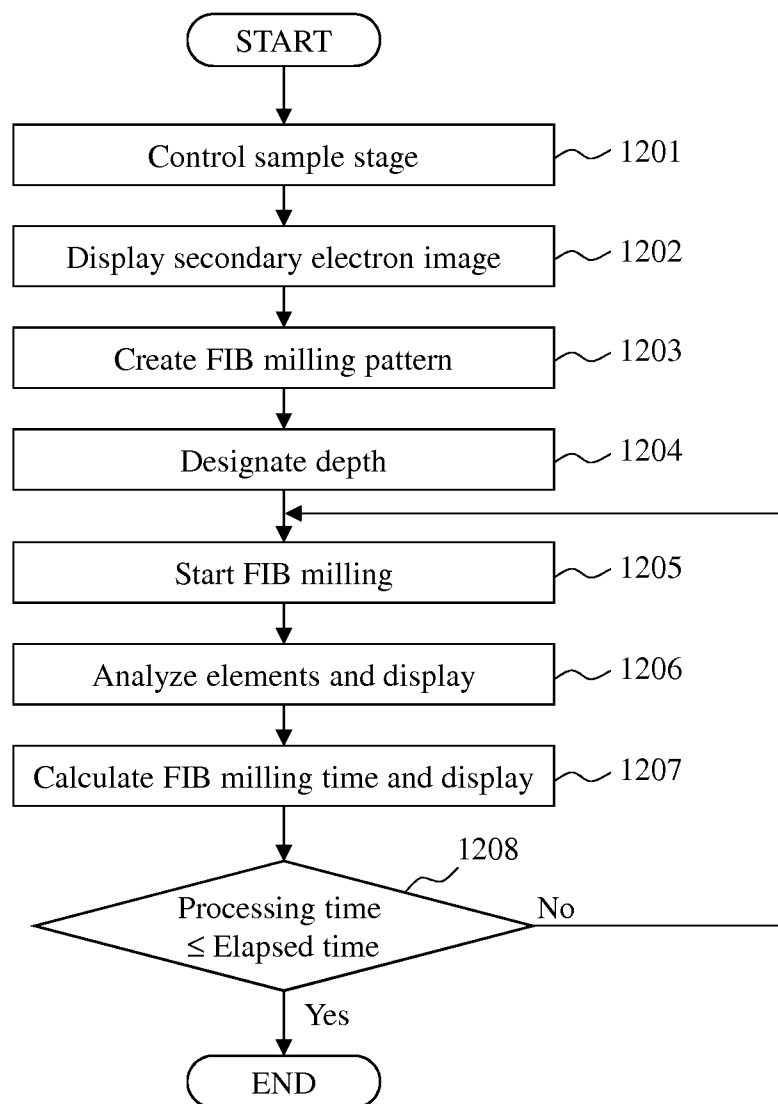 START
Control sample stage
1201
Display secondary electron image
1202
Create FIB milling pattern
1203
Designate depth
1204
Start FIB milling
1205
Analyze elements and display
1206
Calculate FIB milling time and display
1207
1208
Processing time
≤ Elapsed time
No
Yes
END